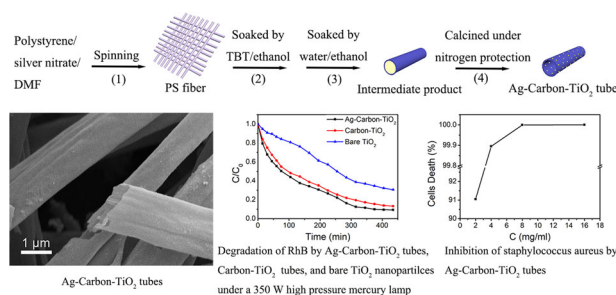 Polystyrene/
silver nitrate/
DMF
Spinning
(1)
PS fiber
Soaked by
TBT/ethanol
(2)
Soaked by
water/ethanol
(3)
Intermediate product
Calcined under
nitrogen protection
(4)
Ag-Carbon-TiO2 tube
1 μm
Ag-Carbon-TiO2 tubes
C/C0
1.0
0.8
0.6
0.4
0.2
0.0
Ag-Carbon-TiO2
Carbon-TiO2
Bare TiO2
0 100 200 300 400
Time (min)
Degradation of RhB by Ag-Carbon-TiO2 tubes,
Carbon-TiO2 tubes, and bare TiO2 nanopartilces
under a 350 W high pressure mercury lamp
Cells Death (%)
100.0
99.9
99.8
92
91
90
0 2 4 6 8 10 12 14 16 18
C (mg/ml)
Inhibition of staphylococcus aureus by
Ag-Carbon-TiO2 tubes